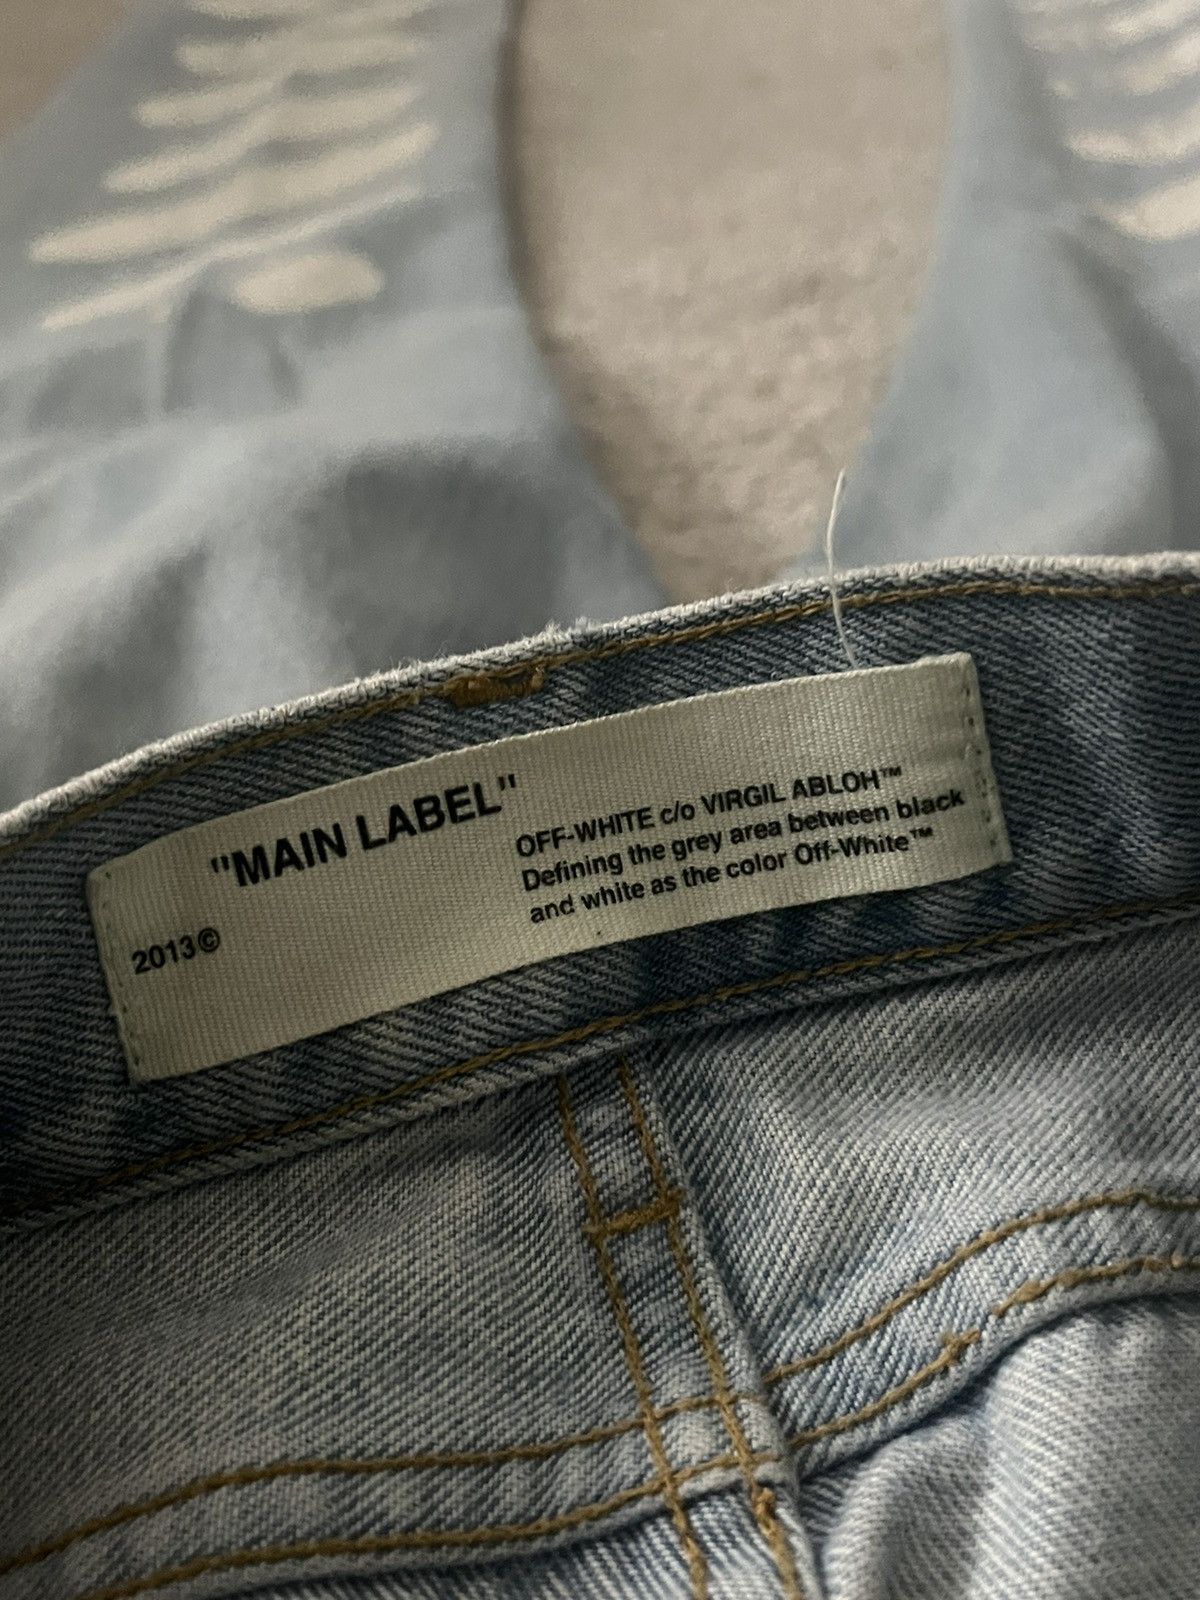 "MAIN LABEL"
OFF-WHITE c/o VIRGIL ABLOH™
Defining the grey area between black
and white as the color Off-White™
2013©